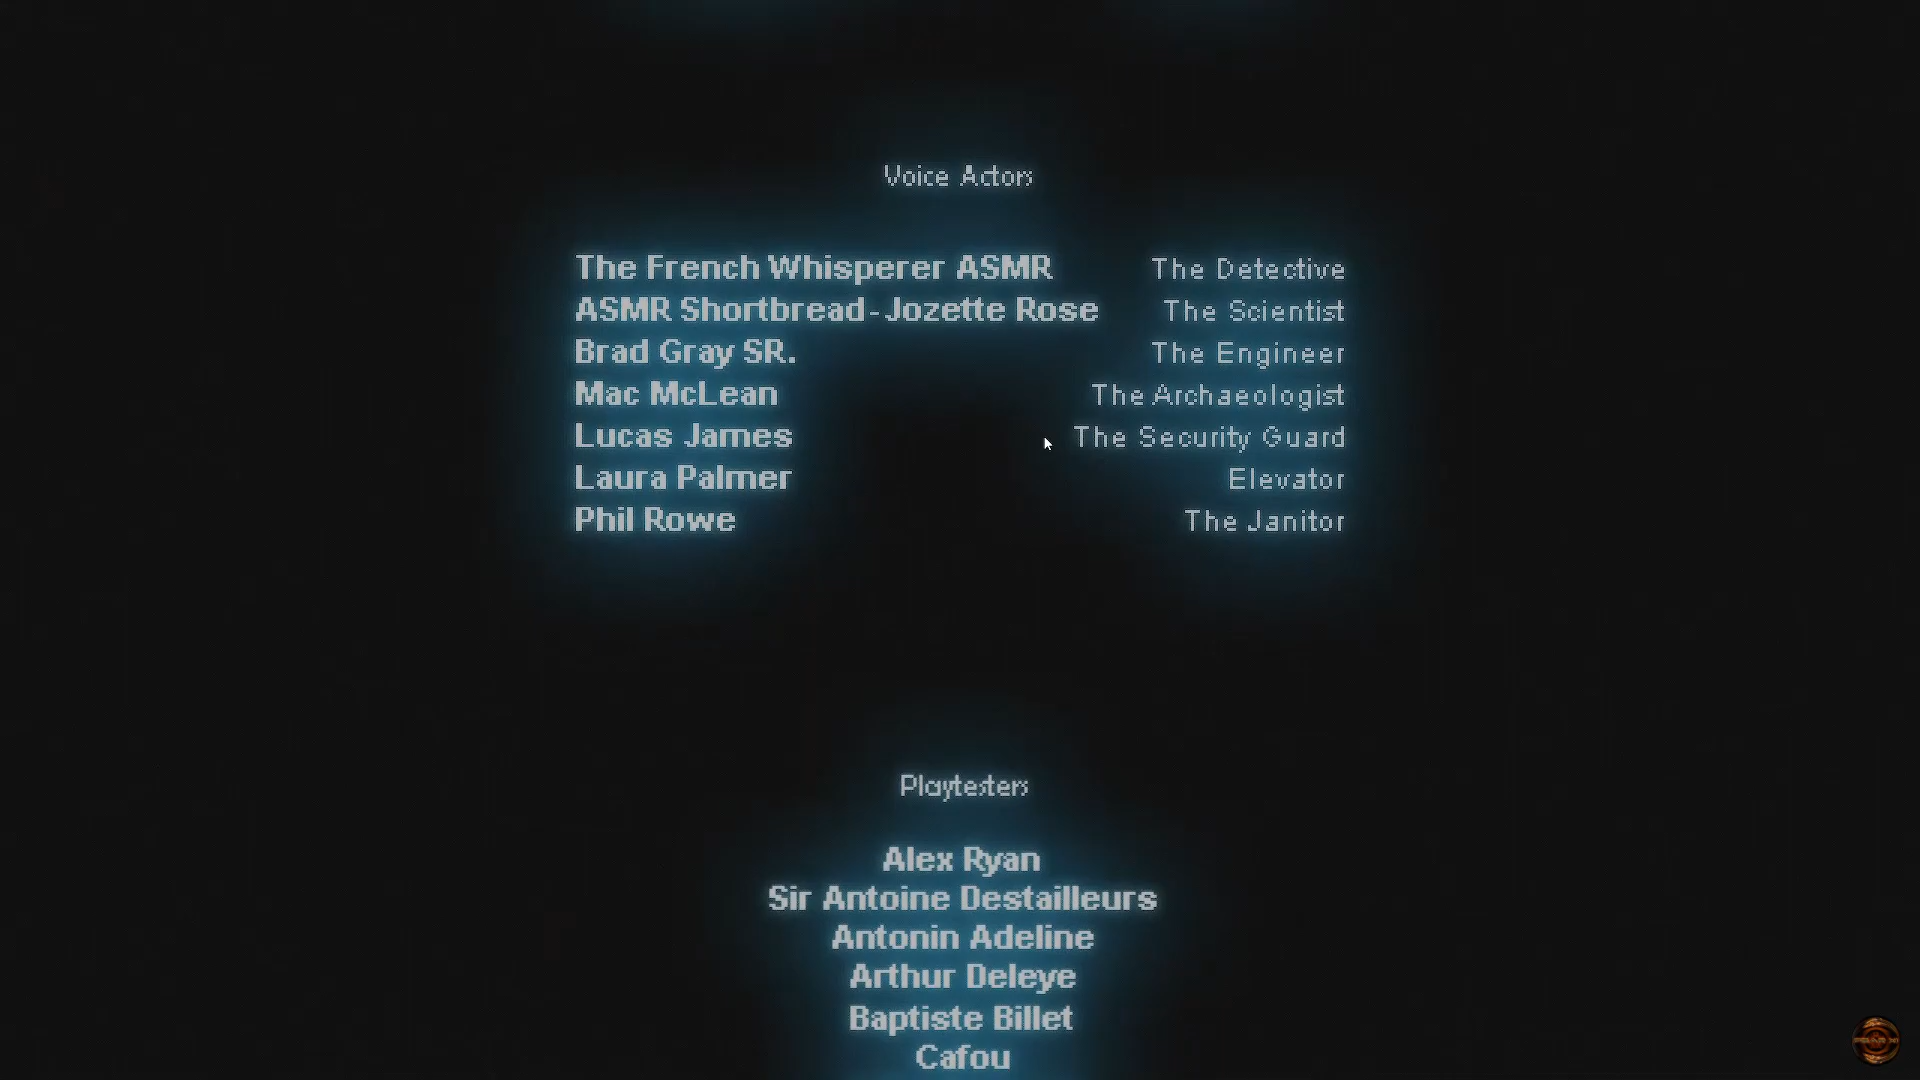 Voice Actors
The French Whisperer ASMR The Detective
ASMR Shortbread - Jozette Rose The Scientist
Brad Gray SR. The Engineer
Mac McLean The Archaeologist
Lucas James The Security Guard
Laura Palmer Elevator
Phil Rowe The Janitor
Playtesters
Alex Ryan
Sir Antoine Destailleurs
Antonin Adeline
Arthur Deleye
Baptiste Billet
Cafou